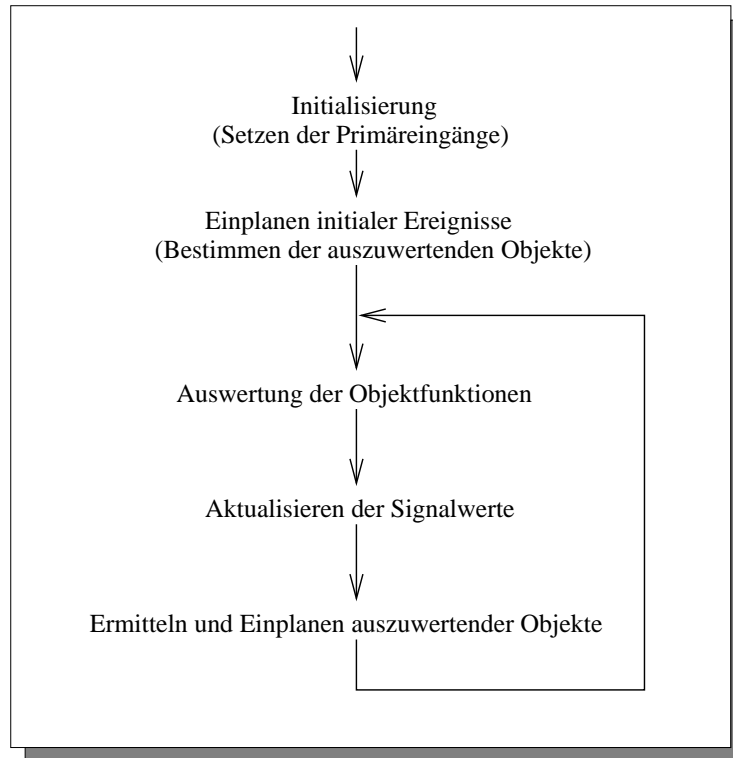 Initialisierung
(Setzen der Primäreingänge)
Einplanen initialer Ereignisse
(Bestimmen der auszuwertenden Objekte)
Auswertung der Objektfunktionen
Aktualisieren der Signalwerte
Ermitteln und Einplanen auszuwertender Objekte